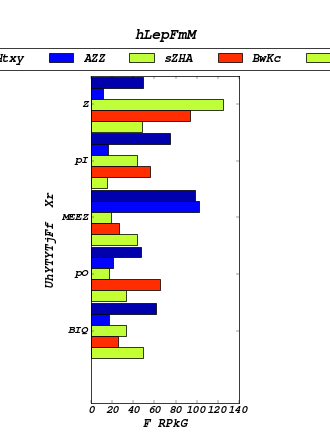 hLepFmM
AZZ sZHA BwKc
Z
pI
MEEZ
pO
BIQ
UhYTYTjFf Xr
0 20 40 60 80 100 120 140
F RPkG